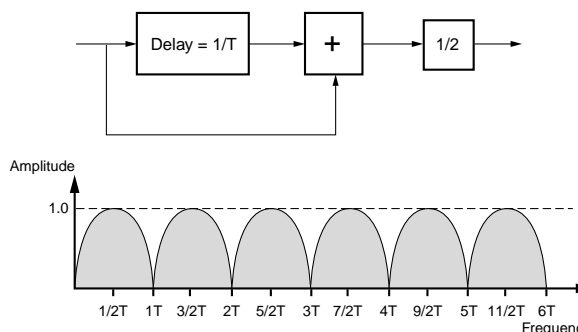 Delay = 1/T
+
1/2
Amplitude
1.0
1/2T 1T 3/2T 2T 5/2T 3T 7/2T 4T 9/2T 5T 11/2T 6T
Frequenc